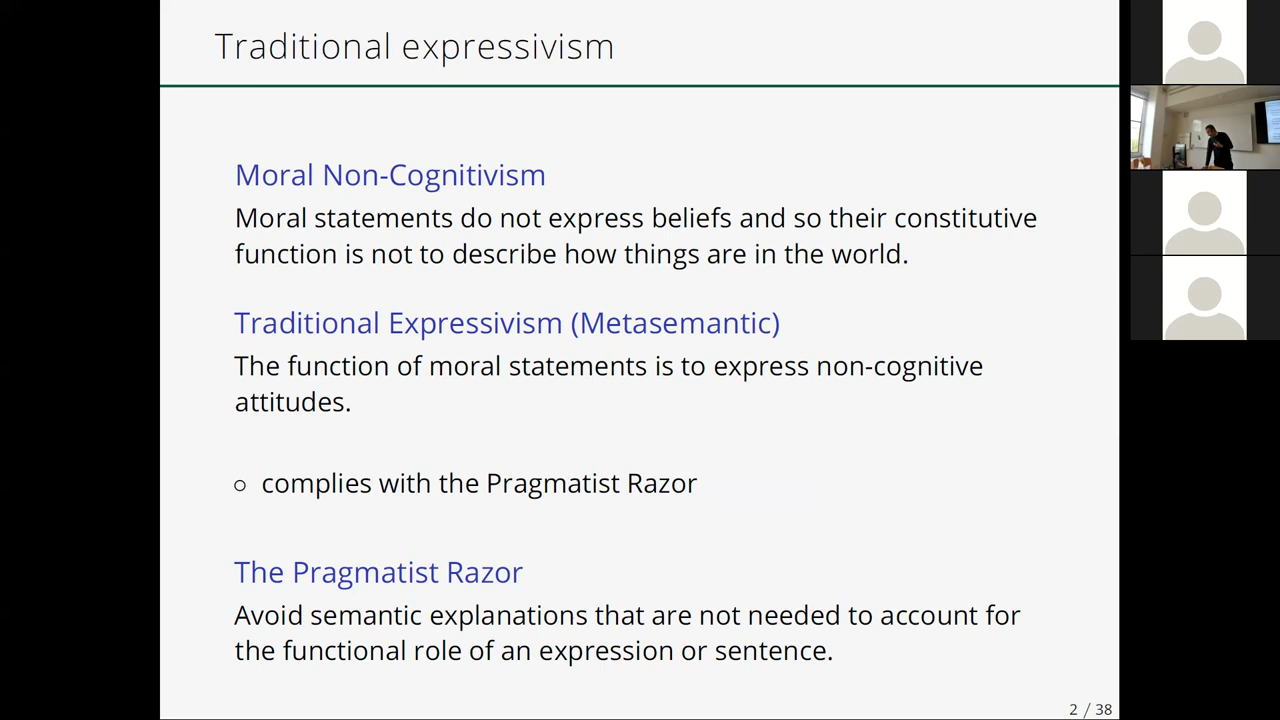 Traditional expressivism
Moral Non-Cognitivism
Moral statements do not express beliefs and so their constitutive
function is not to describe how things are in the world.
Traditional Expressivism (Metasemantic)
The function of moral statements is to express non-cognitive
attitudes.
○ complies with the Pragmatist Razor
The Pragmatist Razor
Avoid semantic explanations that are not needed to account for
the functional role of an expression or sentence.
2 / 38